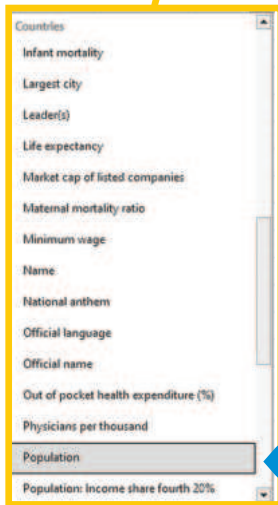 Countries
Infant mortality
Largest city
Leader(s)
Life expectancy
Market cap of listed companies
Maternal mortality ratio
Minimum wage
Name
National anthem
Official language
Official name
Out of pocket health expenditure (%)
Physicians per thousand
Population
Population: Income share fourth 20%